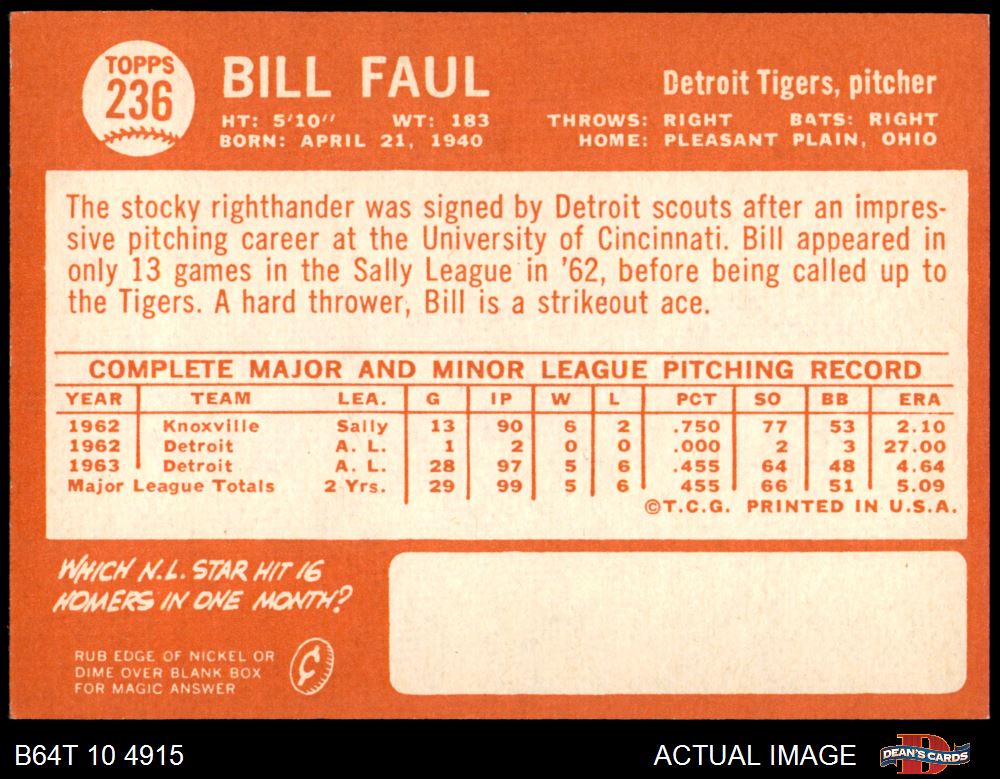 TOPPS
236
BILL FAUL
Detroit Tigers, pitcher
HT: 5'10'' WT: 183 THROWS: RIGHT BATS: RIGHT
BORN: APRIL 21, 1940 HOME: PLEASANT PLAIN, OHIO
The stocky righthander was signed by Detroit scouts after an impres-
sive pitching career at the University of Cincinnati. Bill appeared in
only 13 games in the Sally League in '62, before being called up to
the Tigers. A hard thrower, Bill is a strikeout ace.
COMPLETE MAJOR AND MINOR LEAGUE PITCHING RECORD
YEAR TEAM LEA. G IP W L PCT SO BB ERA
1962 Knoxville Sally 13 90 6 2 .750 77 53 2.10
1962 Detroit A. L. 1 2 0 0 .000 2 3 27.00
1963 Detroit A. L. 28 97 5 6 .455 64 48 4.64
Major League Totals 2 Yrs. 29 99 5 6 .455 66 51 5.09
©T.C.G. PRINTED IN U.S.A.
WHICH N.L. STAR HIT 16
HOMERS IN ONE MONTH?
RUB EDGE OF NICKEL OR
DIME OVER BLANK BOX
FOR MAGIC ANSWER
¢
B64T 10 4915 ACTUAL IMAGE
D
DEAN'S CARDS